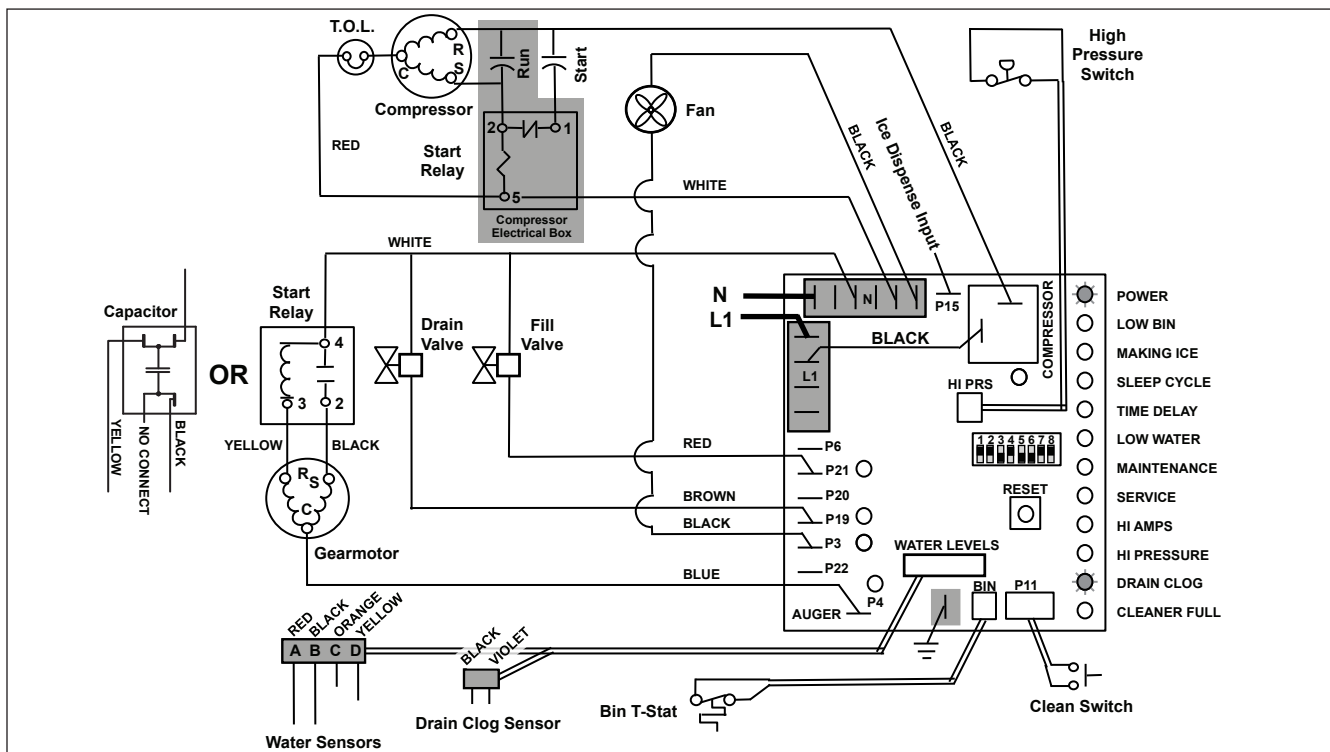 T.O.L.
R
S
C
Compressor
Run
Start
2
1
5
Start
Relay
Compressor
Electrical Box
RED
WHITE
Fan
BLACK
Ice Dispense Input
BLACK
High
Pressure
Switch
WHITE
Capacitor
YELLOW
NO CONNECT
BLACK
OR
Start
Relay
4
3
2
YELLOW
BLACK
R
S
C
Gearmotor
Drain
Valve
Fill
Valve
N
L1
N
P15
L1
BLACK
COMPRESSOR
HI PRS
1 2 3 4 5 6 7 8
RESET
RED
P6
P21
P20
BROWN
P19
BLACK
P3
P22
BLUE
P4
AUGER
WATER LEVELS
BIN
P11
POWER
LOW BIN
MAKING ICE
SLEEP CYCLE
TIME DELAY
LOW WATER
MAINTENANCE
SERVICE
HI AMPS
HI PRESSURE
DRAIN CLOG
CLEANER FULL
RED
BLACK
ORANGE
YELLOW
A B C D
Water Sensors
BLACK
VIOLET
Drain Clog Sensor
Bin T-Stat
Clean Switch